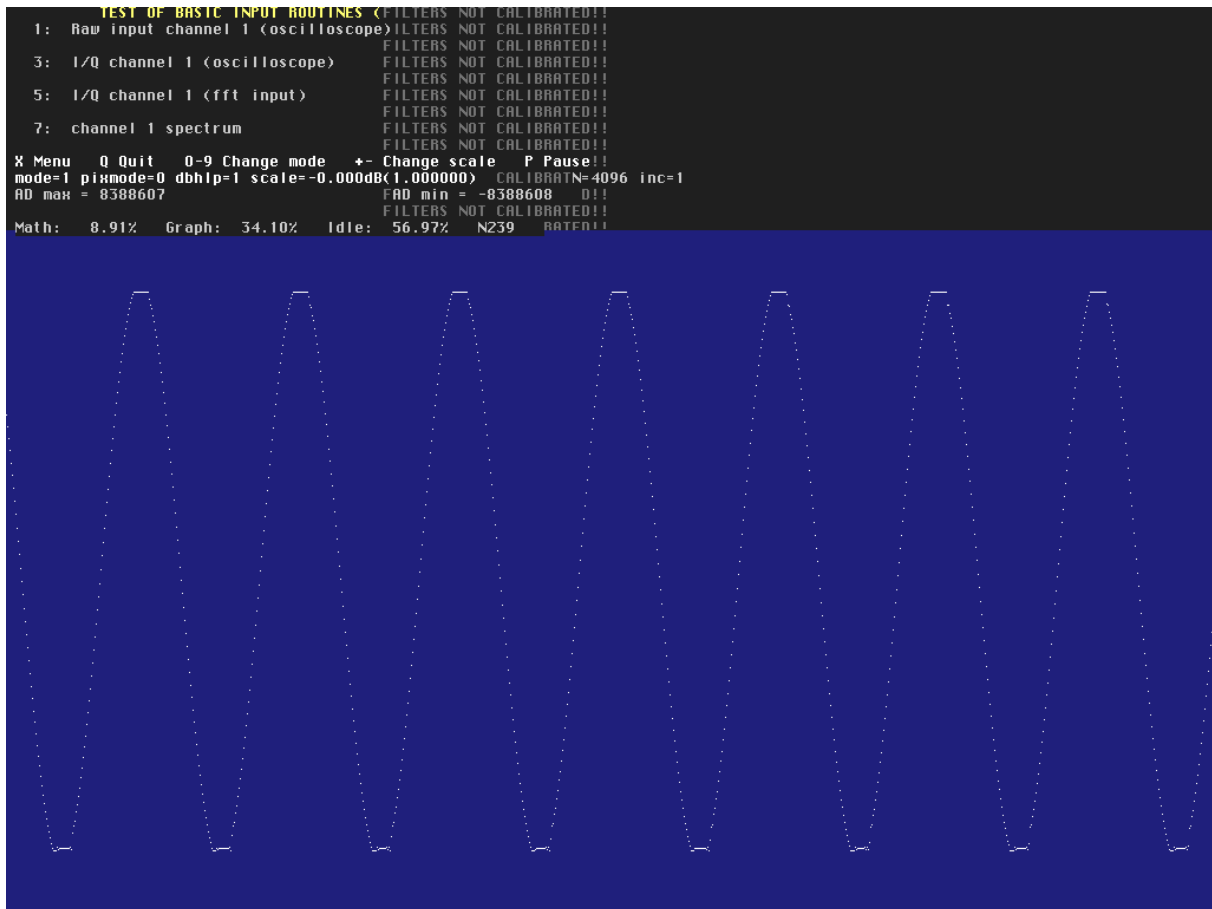 TEST OF BASIC INPUT ROUTINES (FILTERS NOT CALIBRATED!!
1: Raw input channel 1 (oscilloscope)ILTERS NOT CALIBRATED!!
FILTERS NOT CALIBRATED!!
3: I/Q channel 1 (oscilloscope) FILTERS NOT CALIBRATED!!
FILTERS NOT CALIBRATED!!
5: I/Q channel 1 (fft input) FILTERS NOT CALIBRATED!!
FILTERS NOT CALIBRATED!!
7: channel 1 spectrum FILTERS NOT CALIBRATED!!
FILTERS NOT CALIBRATED!!
X Menu Q Quit 0-9 Change mode +- Change scale P Pause!!
mode=1 pixmode=0 dbhlp=1 scale=-0.000dB(1.000000) CALIBRATN=4096 inc=1
AD max = 8388607 FAD min = -8388608 D!!
FILTERS NOT CALIBRATED!!
Math: 8.91% Graph: 34.10% Idle: 56.97% N239 RATED!!